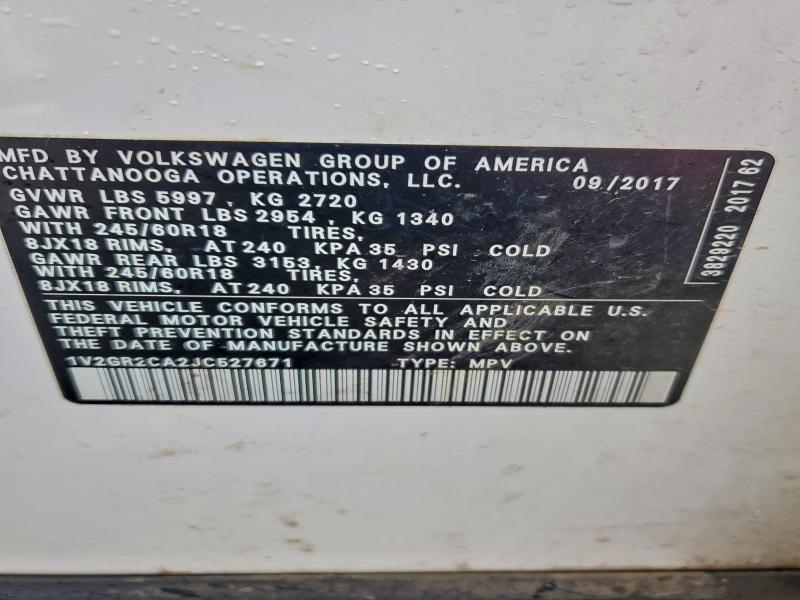 MFD BY VOLKSWAGEN GROUP OF AMERICA
CHATTANOOGA OPERATIONS, LLC. 09/2017
GVWR LBS 5997, KG 2720
GAWR FRONT LBS 2954, KG 1340
WITH 245/60R18 TIRES,
8JX18 RIMS, AT 240 KPA 35 PSI COLD
GAWR REAR LBS 3153, KG 1430
WITH 245/60R18 TIRES,
8JX18 RIMS, AT 240 KPA 35 PSI COLD
THIS VEHICLE CONFORMS TO ALL APPLICABLE U.S.
FEDERAL MOTOR VEHICLE SAFETY AND
THEFT PREVENTION STANDARDS IN EFFECT ON
THE DATE OF MANUFACTURE SHOWN ABOVE.
1V2GR2CA2JC527671 TYPE: MPV
3828220 2017 62